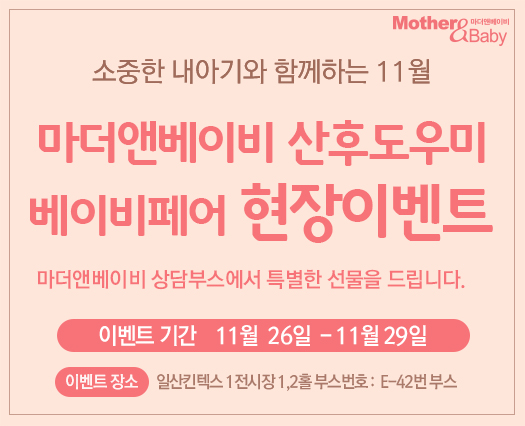 Mother&Baby 마더앤베이비
소중한 내아기와 함께하는 11월
마더앤베이비 산후도우미
베이비페어 현장이벤트
마더앤베이비 상담부스에서 특별한 선물을 드립니다.
이벤트 기간 11월 26일 - 11월 29일
이벤트 장소 일산킨텍스 1전시장 1,2홀 부스번호 : E-42번 부스